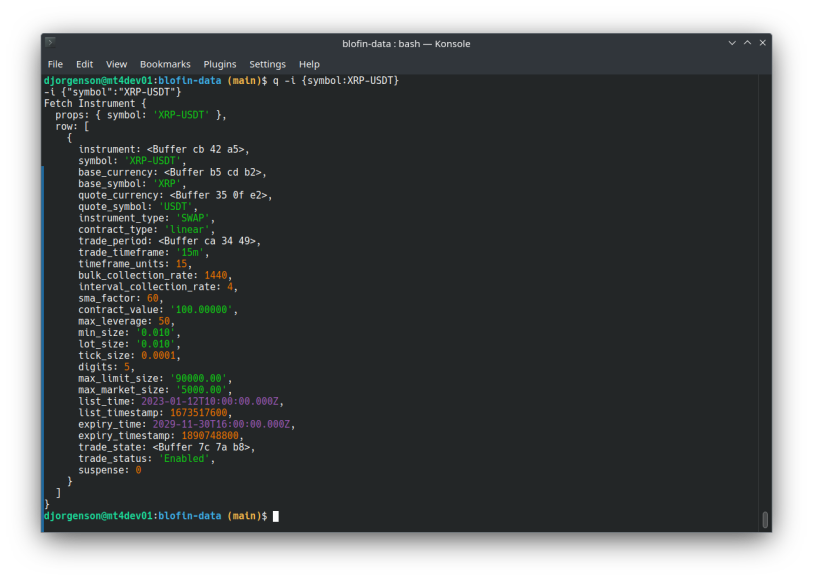 blofin-data : bash — Konsole
File Edit View Bookmarks Plugins Settings Help
djorgenson@mt4dev01:blofin-data (main)$ q -i {symbol:XRP-USDT}
-i {"symbol":"XRP-USDT"}
Fetch Instrument {
  props: { symbol: 'XRP-USDT' },
  row: [
    {
      instrument: <Buffer cb 42 a5>,
      symbol: 'XRP-USDT',
      base_currency: <Buffer b5 cd b2>,
      base_symbol: 'XRP',
      quote_currency: <Buffer 35 0f e2>,
      quote_symbol: 'USDT',
      instrument_type: 'SWAP',
      contract_type: 'linear',
      trade_period: <Buffer ca 34 49>,
      trade_timeframe: '15m',
      timeframe_units: 15,
      bulk_collection_rate: 1440,
      interval_collection_rate: 4,
      sma_factor: 60,
      contract_value: '100.00000',
      max_leverage: 50,
      min_size: '0.010',
      lot_size: '0.010',
      tick_size: 0.0001,
      digits: 5,
      max_limit_size: '90000.00',
      max_market_size: '5000.00',
      list_time: 2023-01-12T10:00:00.000Z,
      list_timestamp: 1673517600,
      expiry_time: 2029-11-30T16:00:00.000Z,
      expiry_timestamp: 1890748800,
      trade_state: <Buffer 7c 7a b8>,
      trade_status: 'Enabled',
      suspense: 0
    }
  ]
}
djorgenson@mt4dev01:blofin-data (main)$